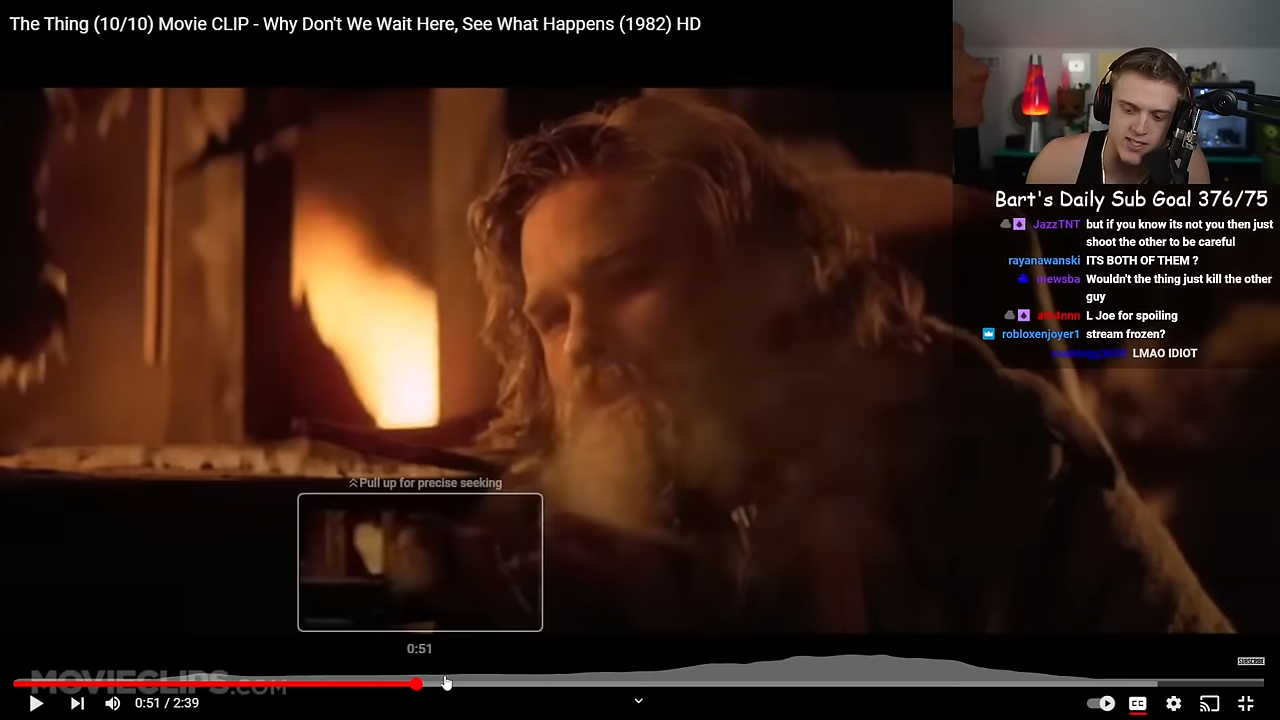 The Thing (10/10) Movie CLIP - Why Don't We Wait Here, See What Happens (1982) HD
Bart's Daily Sub Goal 376/75
JazzTNT but if you know its not you then just
shoot the other to be careful
rayanawanski ITS BOTH OF THEM ?
mewsba Wouldn't the thing just kill the other
guy
L Joe for spoiling
robloxenjoyer1 stream frozen?
LMAO IDIOT
Pull up for precise seeking
0:51
SUBSCRIBE
MOVIECLIPS.COM
0:51 / 2:39
CC